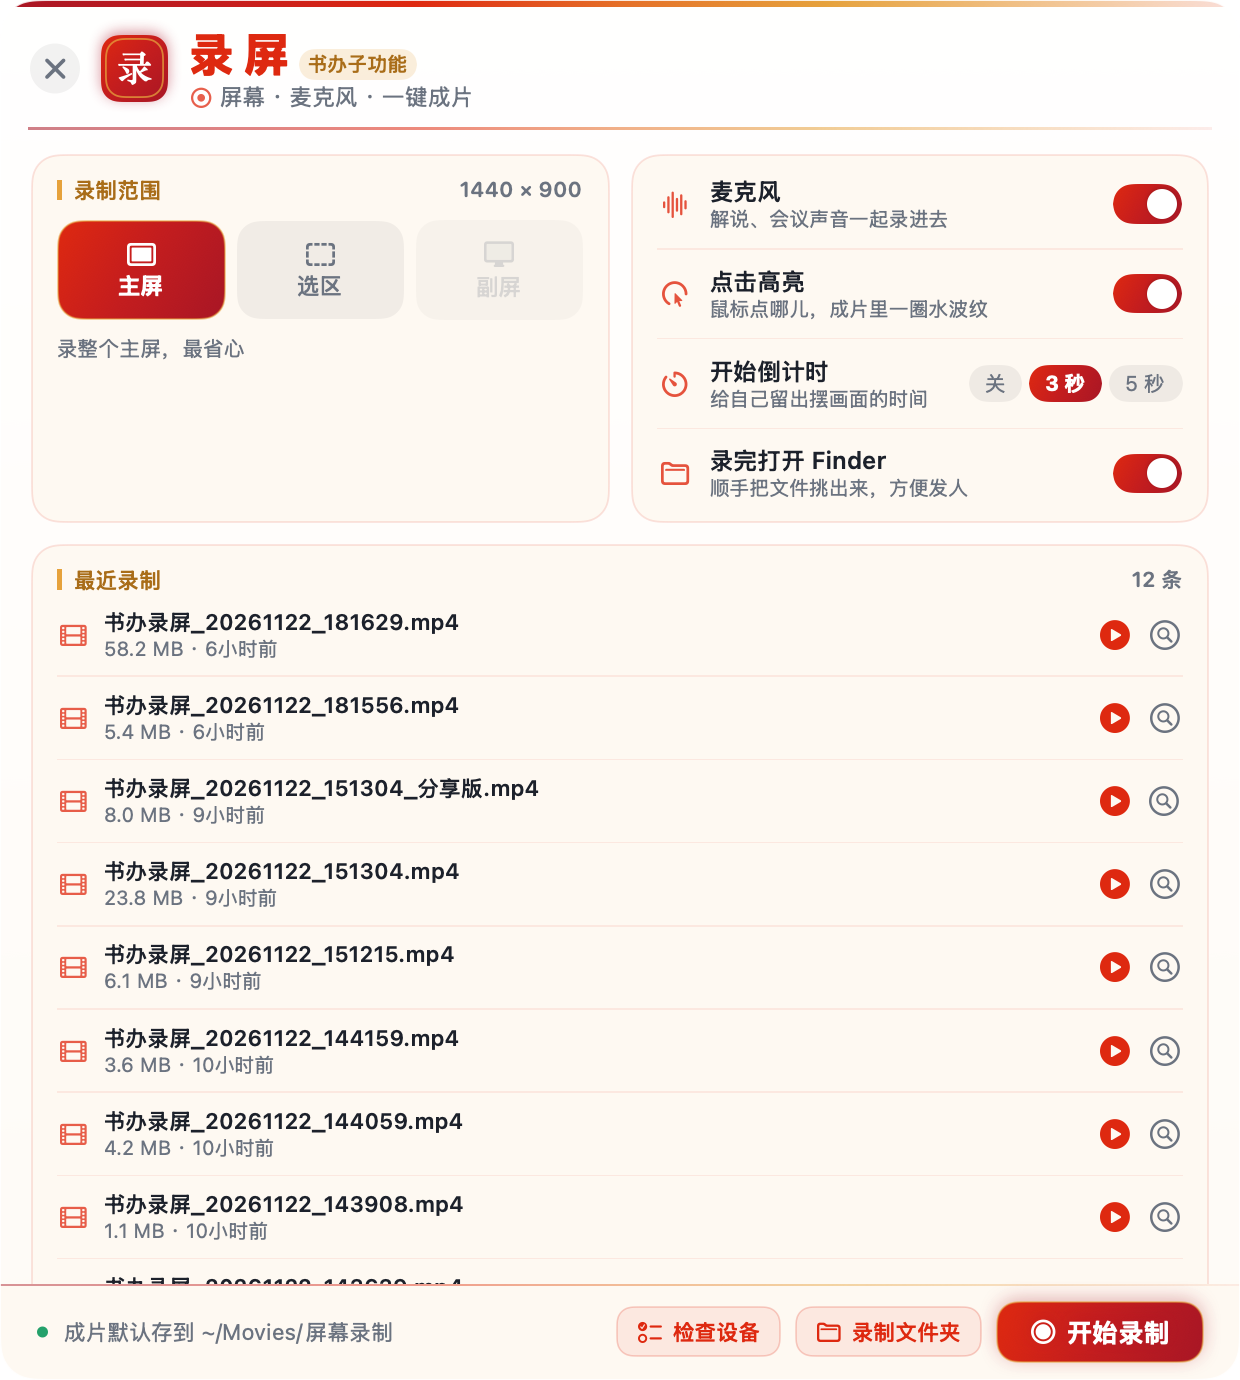 录
录屏 书办子功能
屏幕 · 麦克风 · 一键成片
录制范围 1440 × 900
主屏 选区 副屏
录整个主屏，最省心
麦克风
解说、会议声音一起录进去
点击高亮
鼠标点哪儿，成片里一圈水波纹
开始倒计时
给自己留出摆画面的时间
关 3 秒 5 秒
录完打开 Finder
顺手把文件挑出来，方便发人
最近录制 12 条
书办录屏_20261122_181629.mp4
58.2 MB · 6小时前
书办录屏_20261122_181556.mp4
5.4 MB · 6小时前
书办录屏_20261122_151304_分享版.mp4
8.0 MB · 9小时前
书办录屏_20261122_151304.mp4
23.8 MB · 9小时前
书办录屏_20261122_151215.mp4
6.1 MB · 9小时前
书办录屏_20261122_144159.mp4
3.6 MB · 10小时前
书办录屏_20261122_144059.mp4
4.2 MB · 10小时前
书办录屏_20261122_143908.mp4
1.1 MB · 10小时前
成片默认存到 ~/Movies/屏幕录制
检查设备 录制文件夹 开始录制